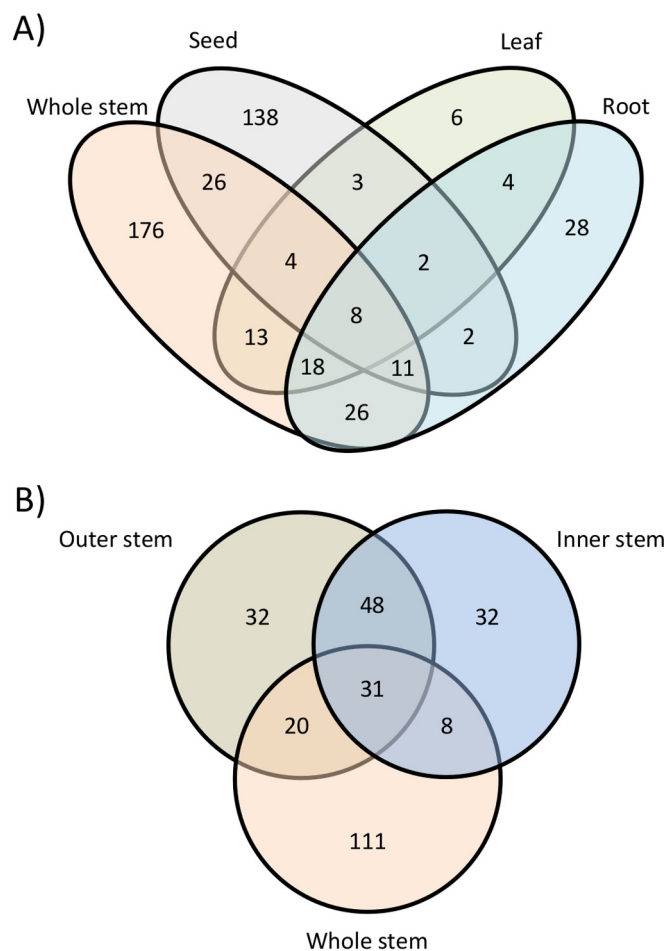 A)
Seed
Leaf
Whole stem
Root
138
6
26
3
4
176
28
4
2
8
13
2
18
11
26
B)
Outer stem
Inner stem
32
48
32
31
20
8
111
Whole stem